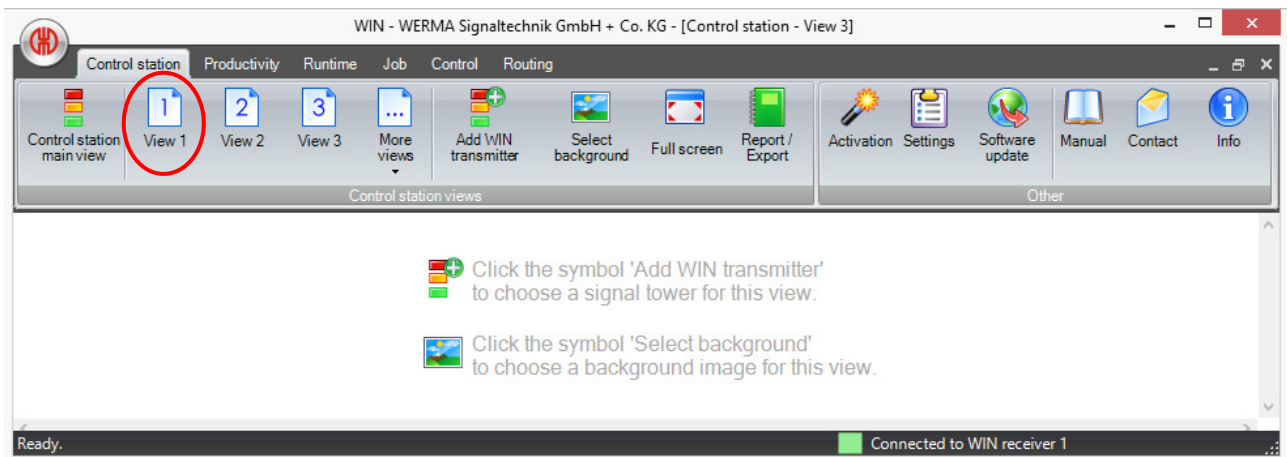 WIN - WERMA Signaltechnik GmbH + Co. KG - [Control station - View 3]
Control station Productivity Runtime Job Control Routing
Control station
main view
1
View 1
2
View 2
3
View 3
...
More
views
Add WIN
transmitter
Select
background
Full screen
Report /
Export
Activation
Settings
Software
update
Manual
Contact
Info
Control station views
Other
Click the symbol 'Add WIN transmitter'
to choose a signal tower for this view.
Click the symbol 'Select background'
to choose a background image for this view.
Ready.
Connected to WIN receiver 1